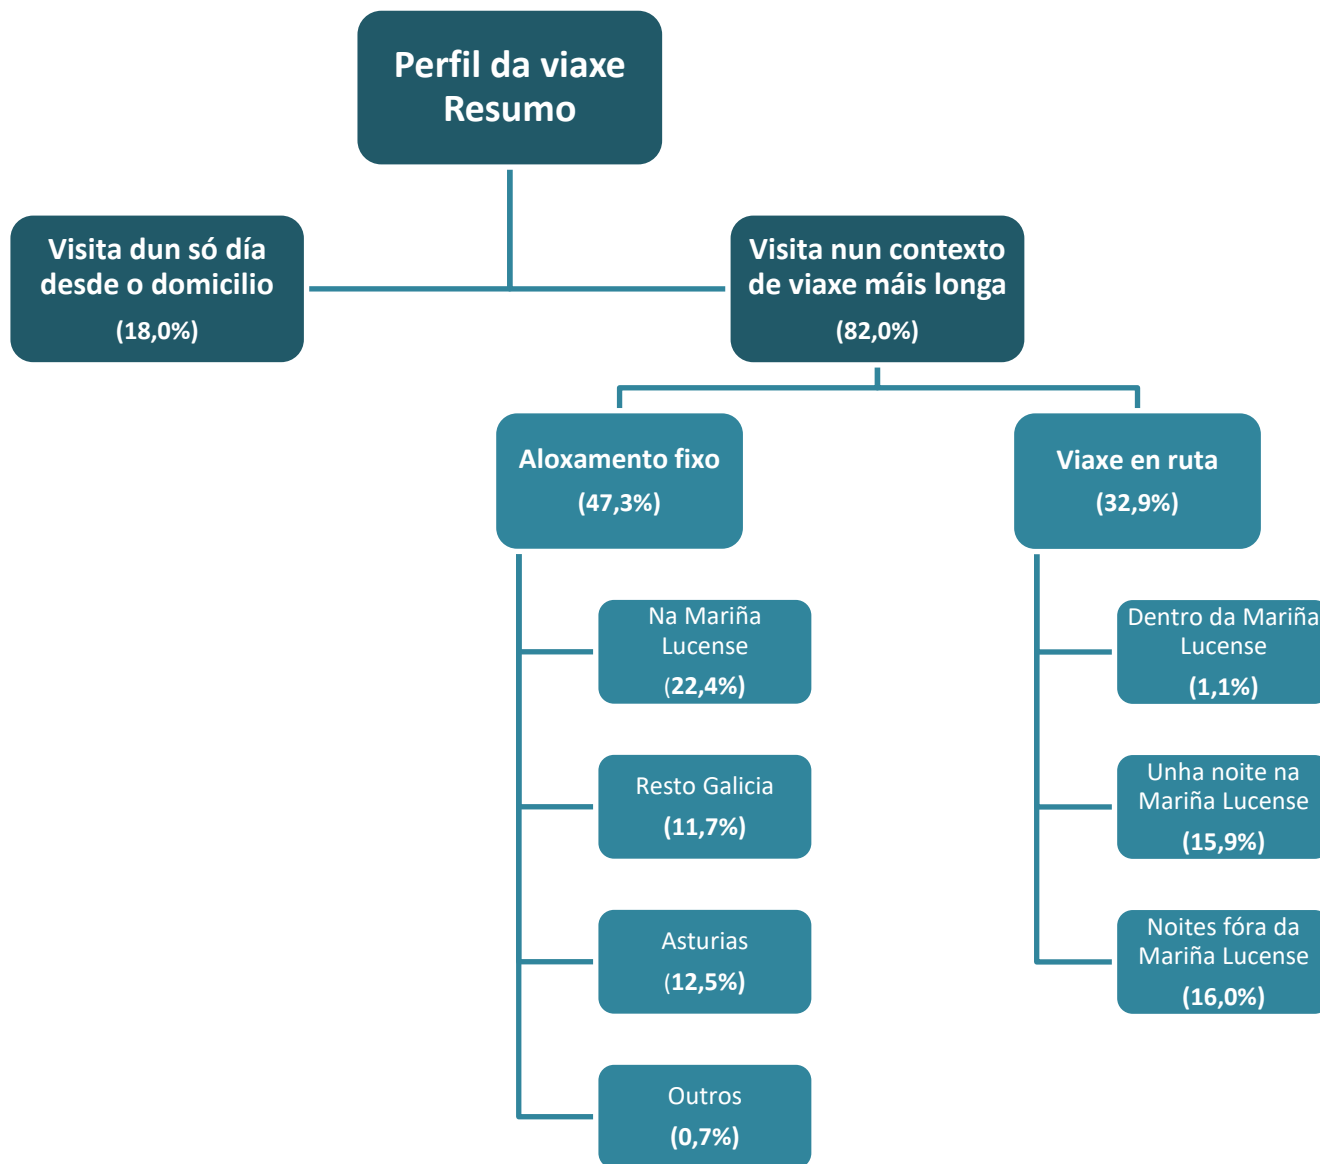 Perfil da viaxe
Resumo
Visita dun só día
desde o domicilio
(18,0%)
Visita nun contexto
de viaxe máis longa
(82,0%)
Aloxamento fixo
(47,3%)
Viaxe en ruta
(32,9%)
Na Mariña
Lucense
(22,4%)
Resto Galicia
(11,7%)
Asturias
(12,5%)
Outros
(0,7%)
Dentro da Mariña
Lucense
(1,1%)
Unha noite na
Mariña Lucense
(15,9%)
Noites fóra da
Mariña Lucense
(16,0%)